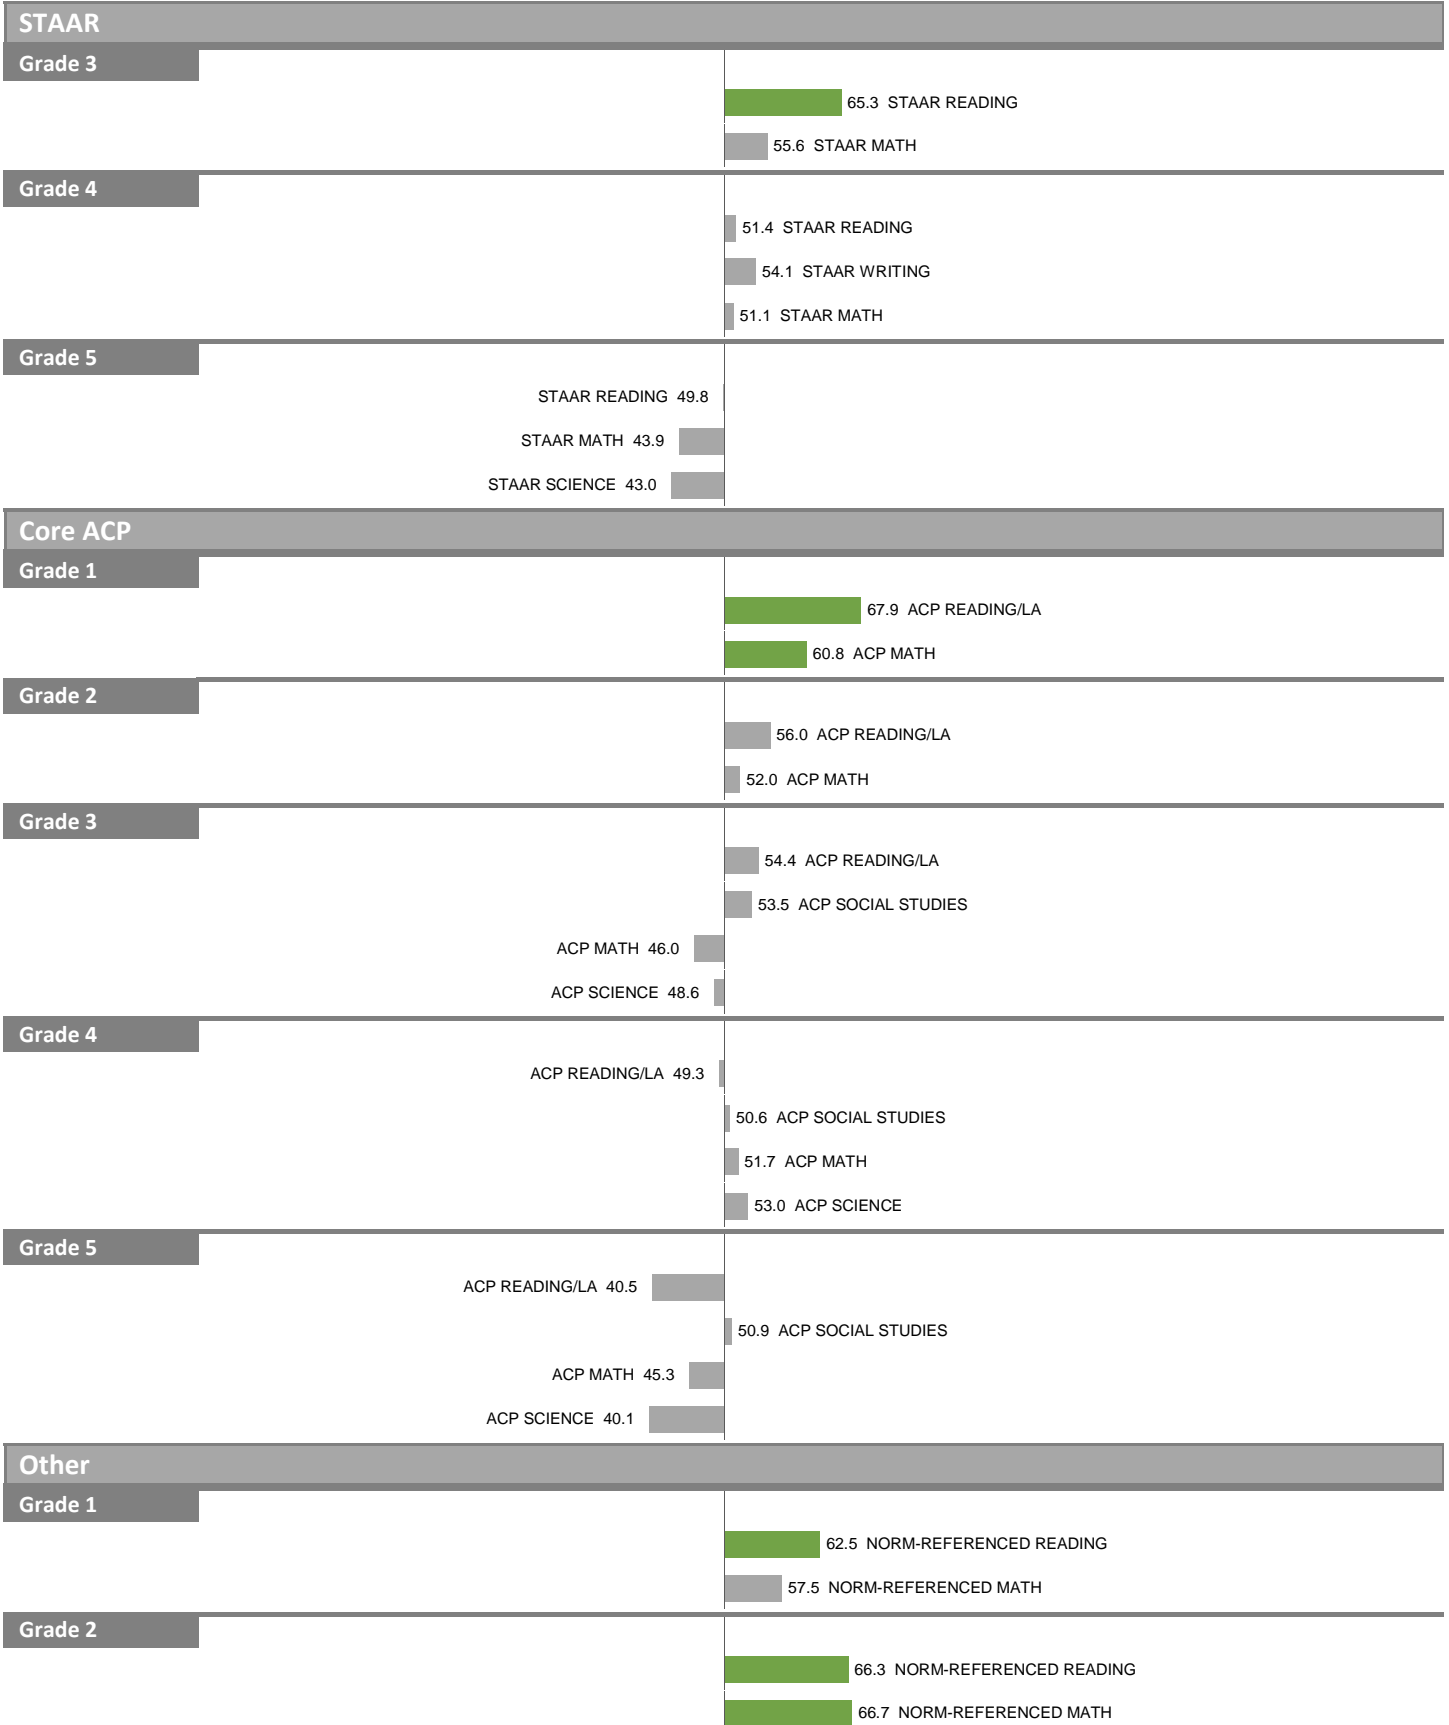 STAAR
Grade 3
65.3 STAAR READING
55.6 STAAR MATH
Grade 4
51.4 STAAR READING
54.1 STAAR WRITING
51.1 STAAR MATH
Grade 5
STAAR READING 49.8
STAAR MATH 43.9
STAAR SCIENCE 43.0
Core ACP
Grade 1
67.9 ACP READING/LA
60.8 ACP MATH
Grade 2
56.0 ACP READING/LA
52.0 ACP MATH
Grade 3
54.4 ACP READING/LA
53.5 ACP SOCIAL STUDIES
ACP MATH 46.0
ACP SCIENCE 48.6
Grade 4
ACP READING/LA 49.3
50.6 ACP SOCIAL STUDIES
51.7 ACP MATH
53.0 ACP SCIENCE
Grade 5
ACP READING/LA 40.5
50.9 ACP SOCIAL STUDIES
ACP MATH 45.3
ACP SCIENCE 40.1
Other
Grade 1
62.5 NORM-REFERENCED READING
57.5 NORM-REFERENCED MATH
Grade 2
66.3 NORM-REFERENCED READING
66.7 NORM-REFERENCED MATH